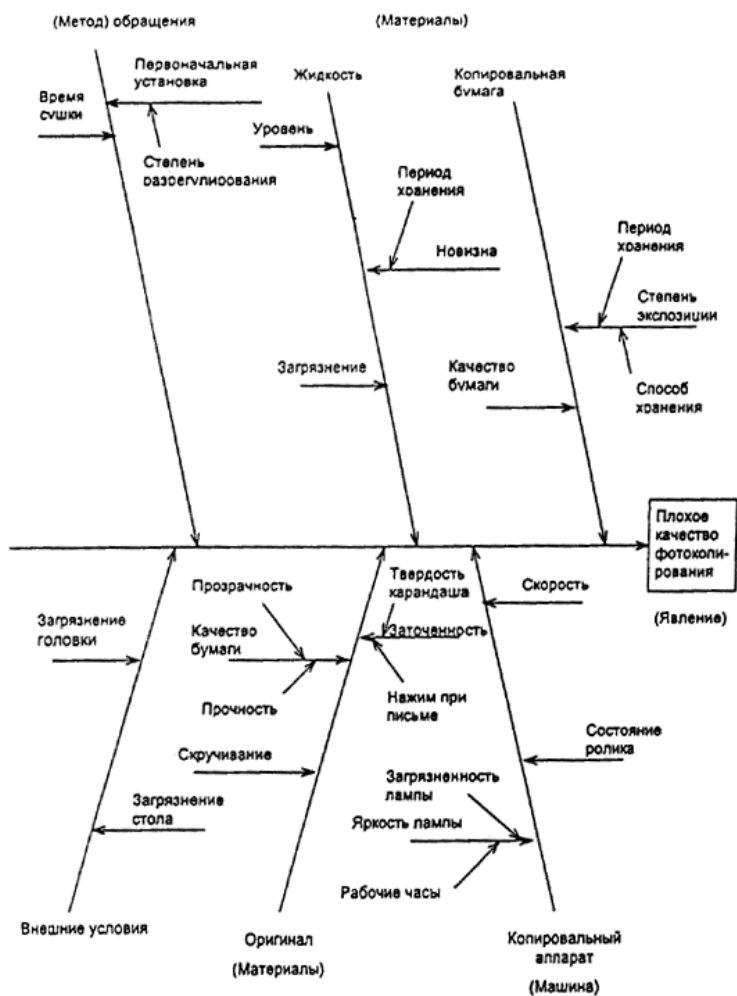 (Метод) обращения
(Материалы)
Первоначальная
установка
Жидкость
Копировальная
бумага
Время
сушки
Уровень
Степень
разрегулирования
Период
хранения
Новизна
Период
хранения
Степень
экспозиции
Загрязнение
Качество
бумаги
Способ
хранения
Плохое
качество
фотокопи-
рования
(Явление)
Прозрачность
Твердость
карандаша
Скорость
Загрязнение
головки
Качество
бумаги
Заточенность
Прочность
Нажим при
письме
Скручивание
Состояние
ролика
Загрязненность
лампы
Загрязнение
стола
Яркость лампы
Рабочие часы
Внешние условия
Оригинал
(Материалы)
Копировальный
аппарат
(Машина)